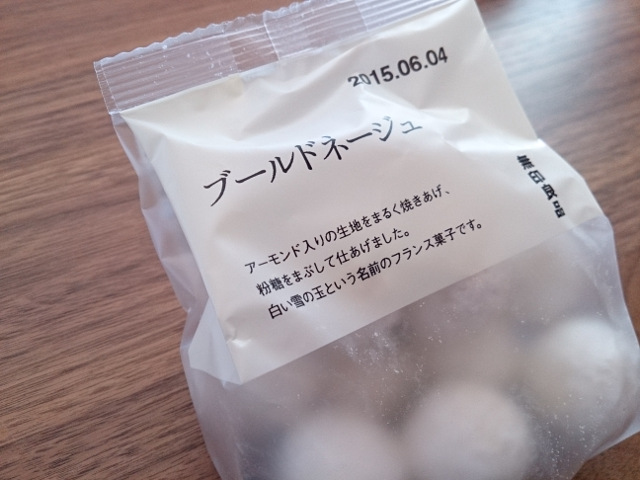 2015.06.04
ブールドネージュ
アーモンド入りの生地をまるく焼きあげ、
粉糖をまぶして仕あげました。
白い雪の玉という名前のフランス菓子です。
無印良品